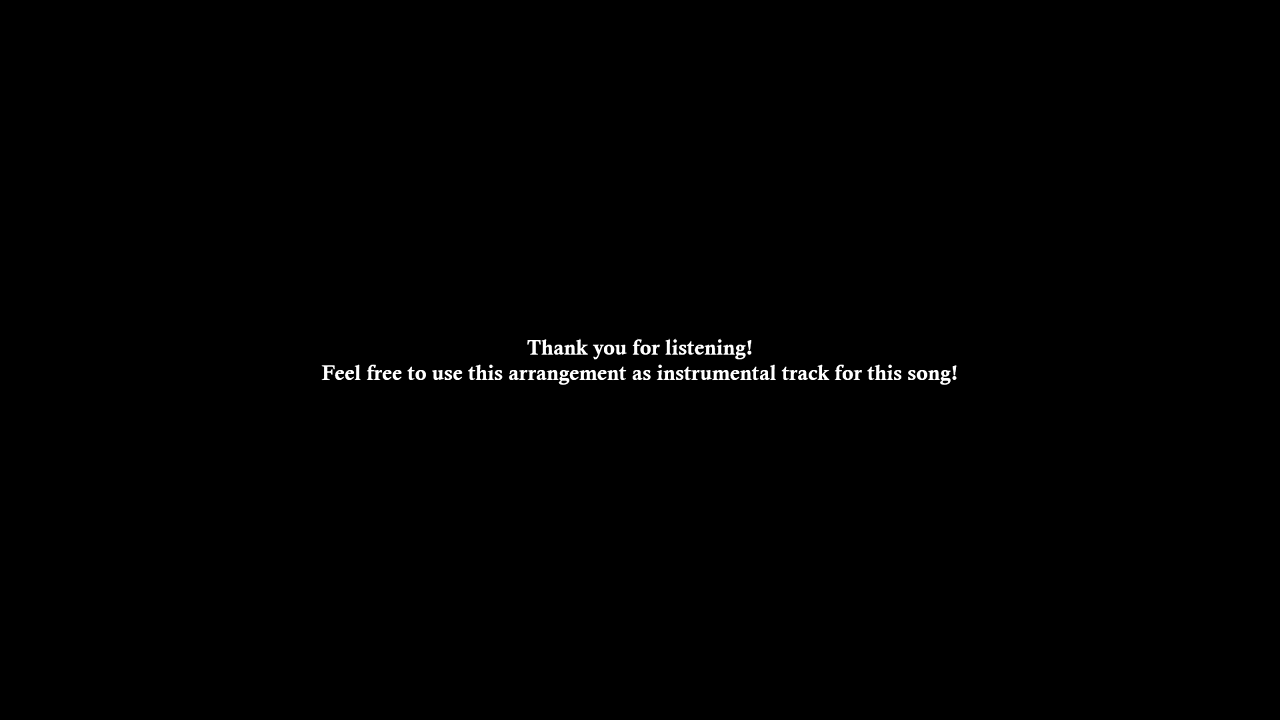 Thank you for listening!
Feel free to use this arrangement as instrumental track for this song!